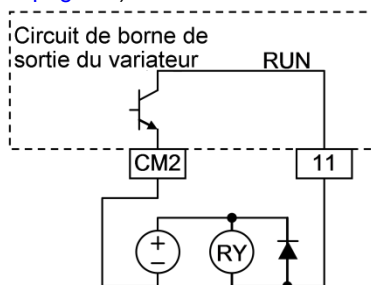 Circuit de borne de
sortie du variateur
RUN
CM2
11
+
−
RY